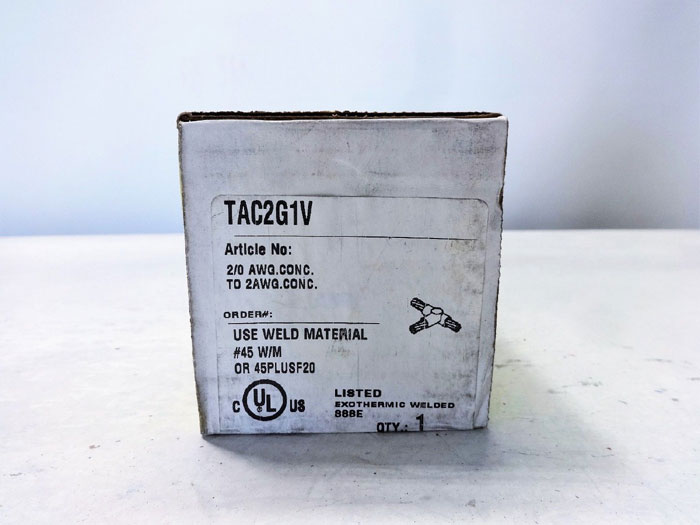 TAC2G1V
Article No:
2/0 AWG.CONC.
TO 2AWG.CONC.
ORDER#:
USE WELD MATERIAL
#45 W/M
OR 45PLUSF20
C UL US
LISTED
EXOTHERMIC WELDED
888E
QTY.: 1